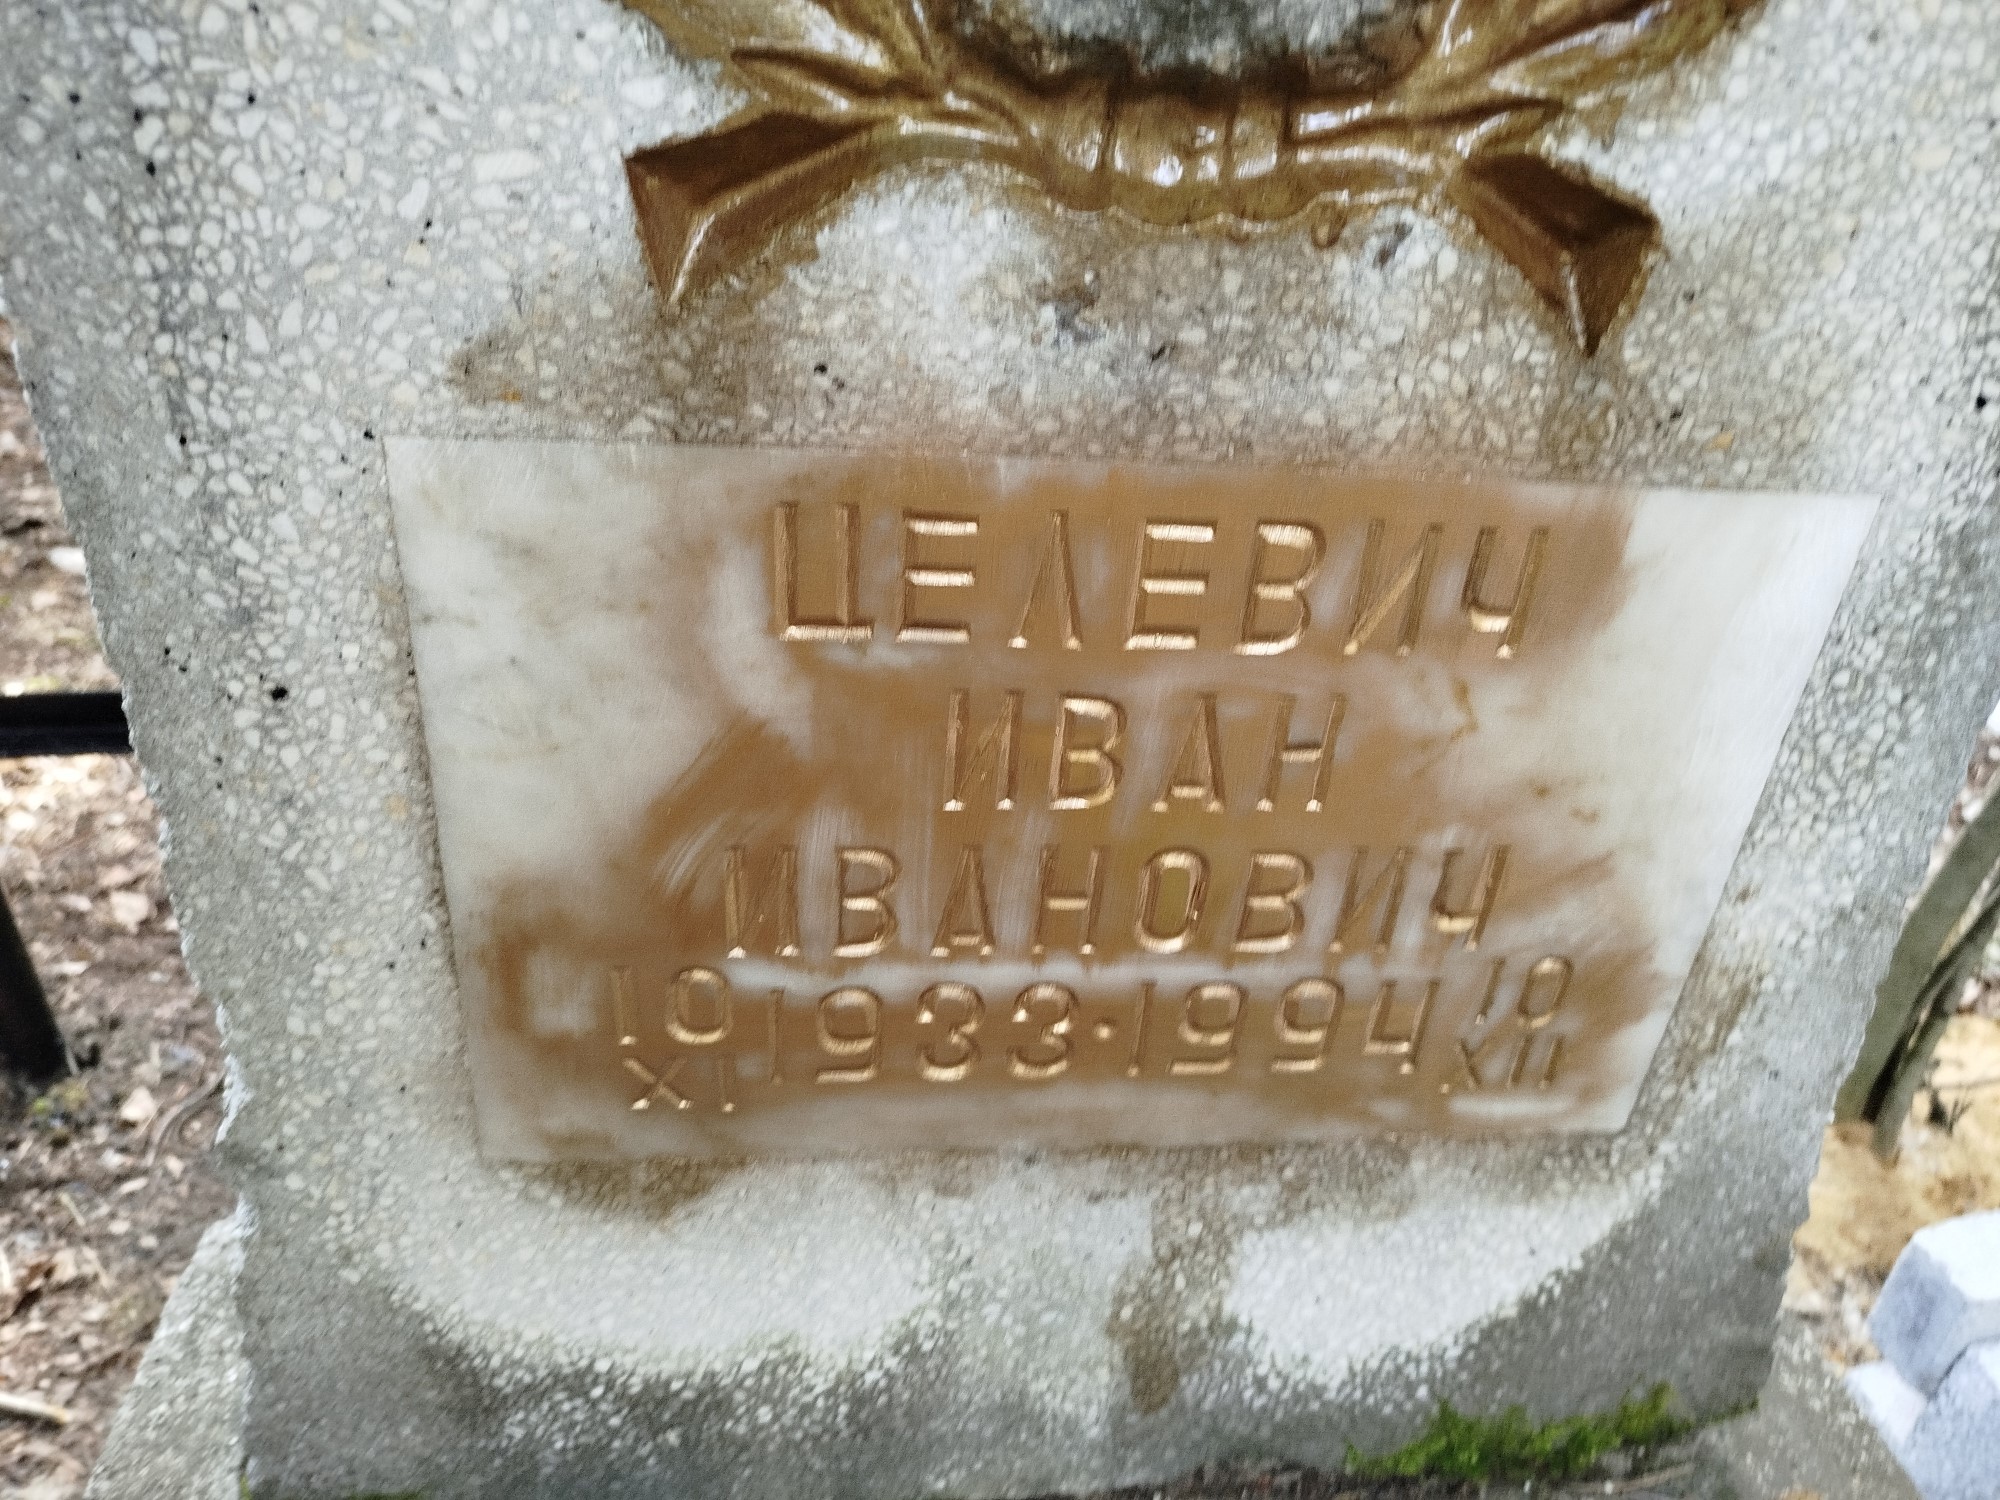 ЦЕЛЕВИЧ
ИВАН
ИВАНОВИЧ
10 XI 1933·1994 10 XII